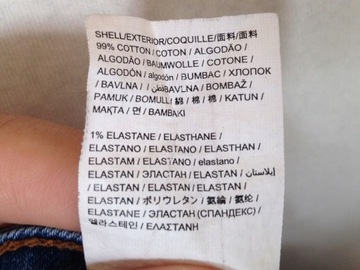 SHELL/EXTERIOR/COQUILLE/面料/面料
99% COTTON / COTON / ALGODÃO /
ALGODÃO / BAUMWOLLE / COTONE /
ALGODÓN / algodón / BUMBAC / ХЛОПОК
/ BAVLNA / قطن / BAVLNA / BOMBAŽ /
PAMUK / BOMULL / 綿 / 棉 / 棉 / KATUN /
MAKTA / 면 / BAMBAKI
1% ELASTANE / ELASTHANE /
ELASTANO / ELASTANO / ELASTHAN /
ELASTAM / ELASTANO / elastano /
ELASTAN / ЭЛАСТАН / ELASTAN / إيلاستان /
ELASTAN / ELASTAN / ELASTAN /
ELASTAN / ポリウレタン / 氨綸 / 氨纶 /
ELASTANE / ЭЛАСТАН (СПАНДЕКС) /
엘라스테인 / ΕΛΑΣΤΑΝΗ